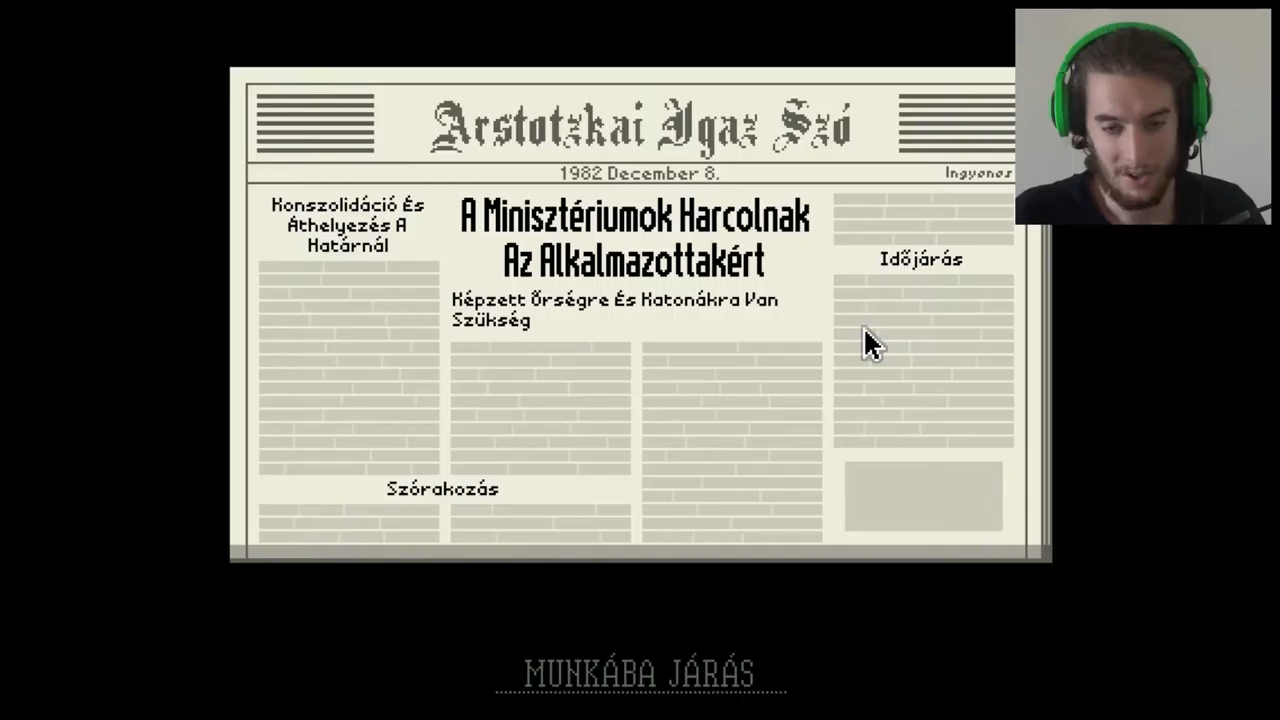 Arstotzkai Igaz Szó
1982 December 8.
Ingyenes
Konszolidáció És
Áthelyezés A
Határnál
A Minisztériumok Harcolnak
Az Alkalmazottakért
Képzett Őrségre És Katonákra Van
Szükség
Időjárás
Szórakozás
MUNKÁBA JÁRÁS